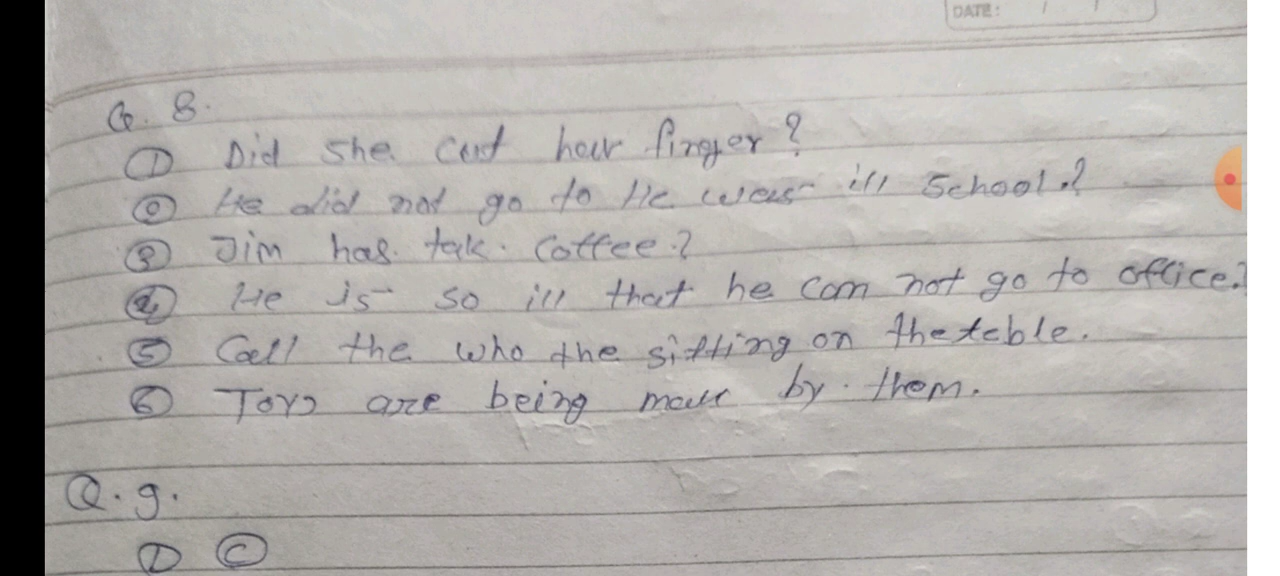 DATE: / /
Q. 8.
① Did she cut her finger?
② He did not go to He was ill School.?
③ Jim has. tak. Coffee.?
④ He is so ill that he can not go to office.?
⑤ Call the who the sitting on the table.
⑥ Toys are being by. them.
Q. 9.
① Ⓒ